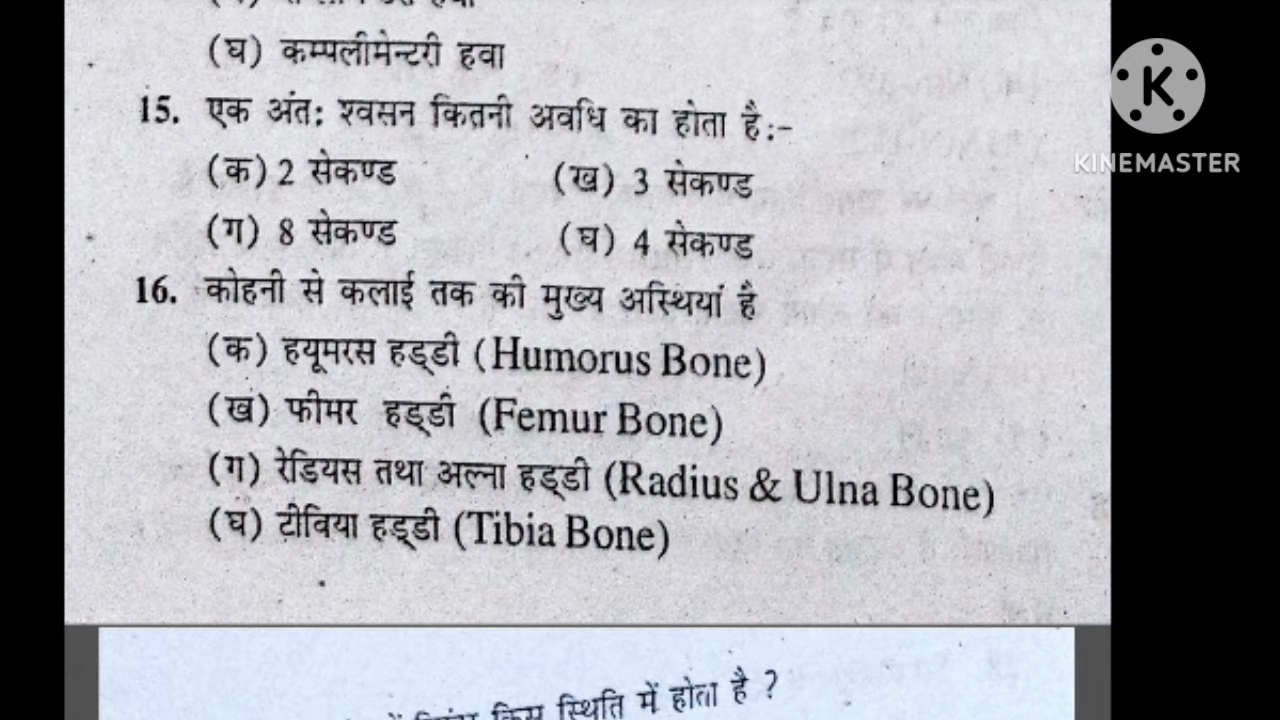 (घ) कम्पलीमेन्टरी हवा
15. एक अंत: श्वसन कितनी अवधि का होता है:-
(क) 2 सेकण्ड (ख) 3 सेकण्ड
(ग) 8 सेकण्ड (घ) 4 सेकण्ड
16. कोहनी से कलाई तक की मुख्य अस्थियां है
(क) हयूमरस हड्डी (Humorus Bone)
(ख) फीमर हड्डी (Femur Bone)
(ग) रेडियस तथा अल्ना हड्डी (Radius & Ulna Bone)
(घ) टीविया हड्डी (Tibia Bone)
किस स्थिति में होता है ?
K
KINEMASTER